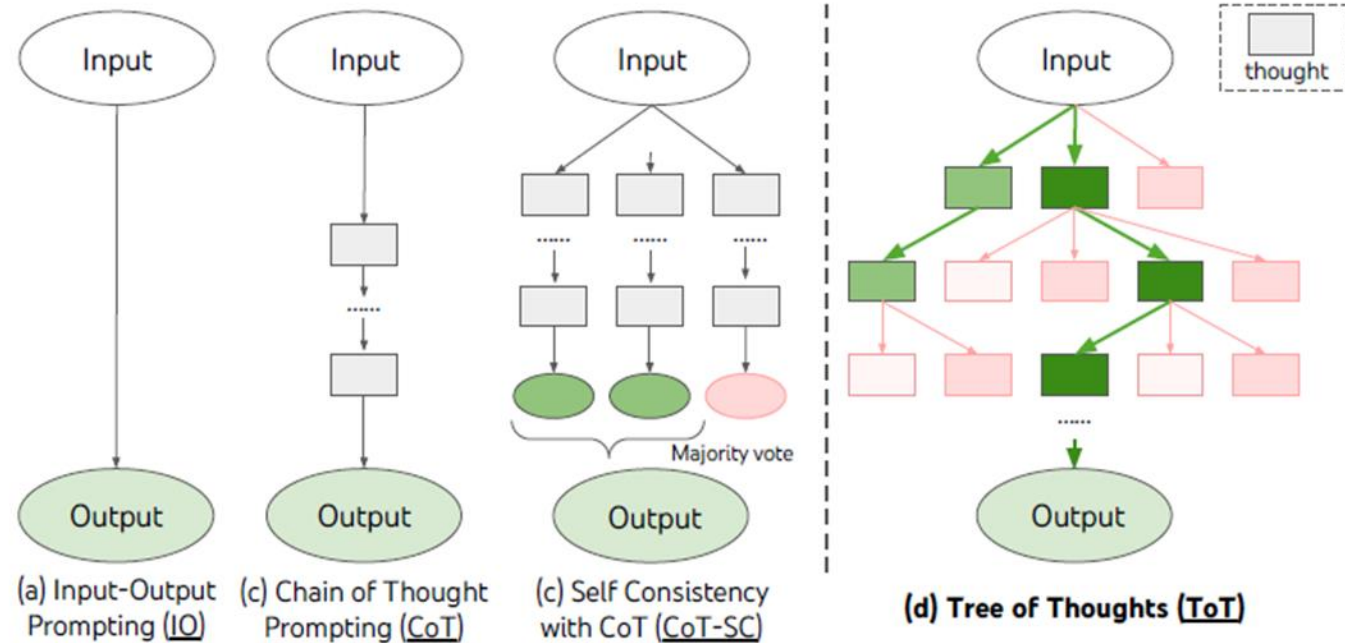 Input
Input
Input
Input
thought
......
......
......
......
......
Majority vote
Output
Output
Output
Output
(a) Input-Output
Prompting (IO)
(c) Chain of Thought
Prompting (CoT)
(c) Self Consistency
with CoT (CoT-SC)
(d) Tree of Thoughts (ToT)